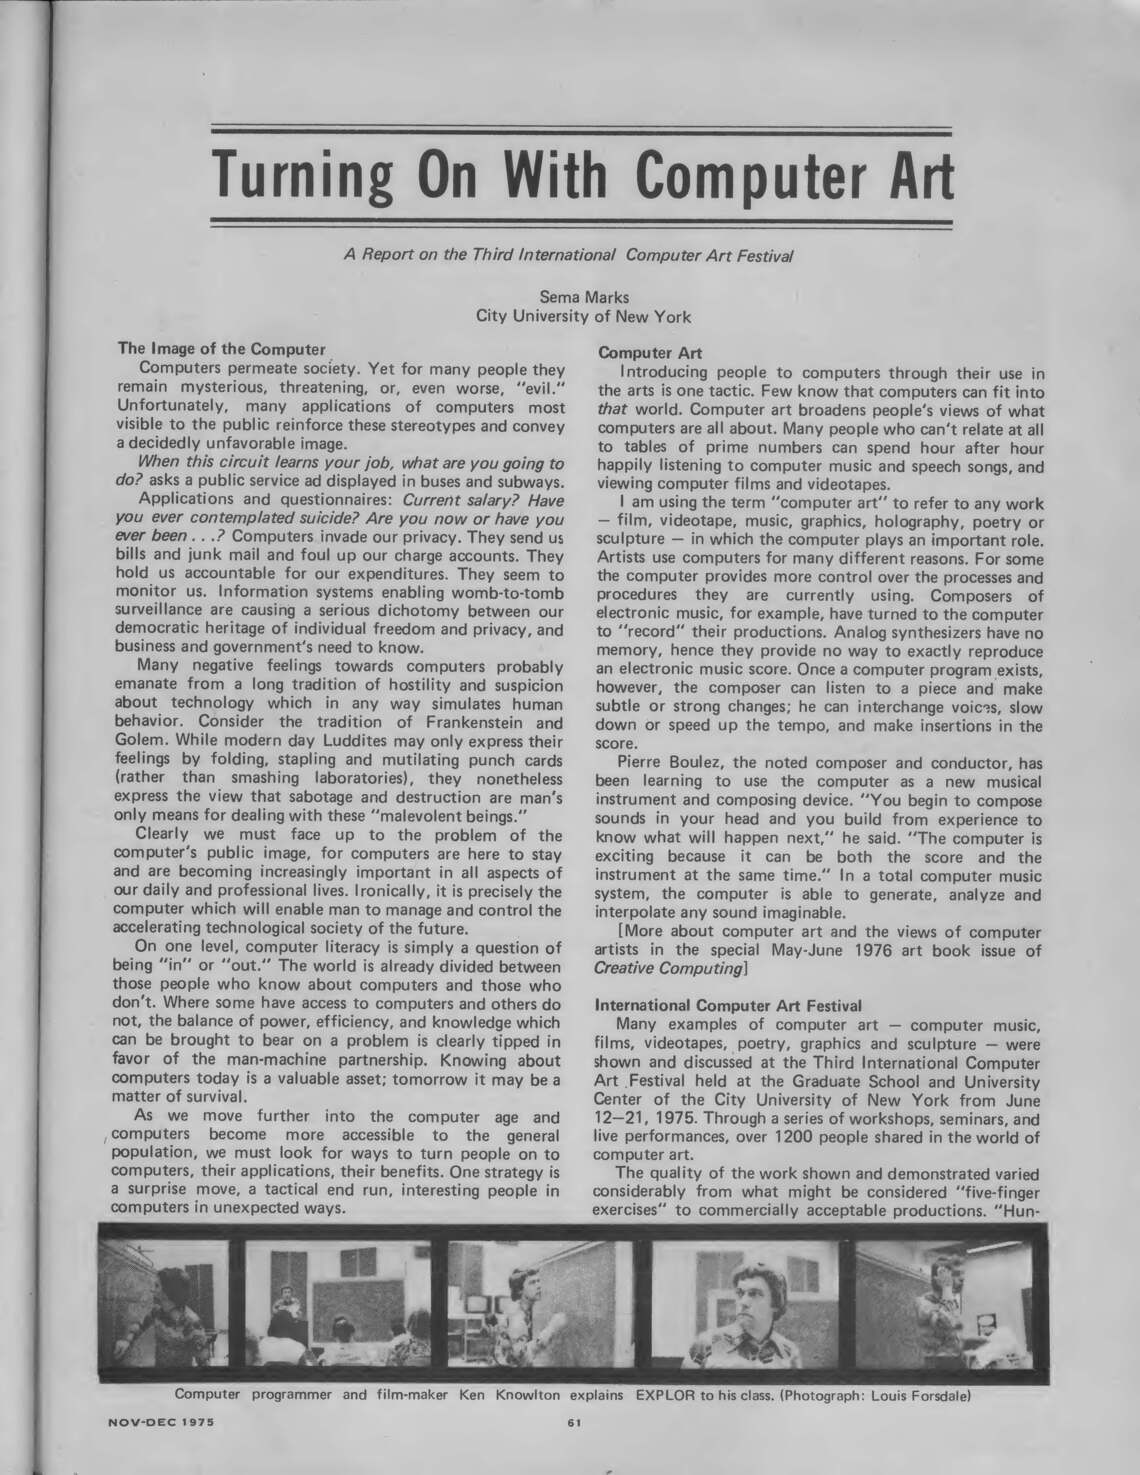 Turning On With Computer Art
A Report on the Third International Computer Art Festival
Sema Marks
City University of New York
The Image of the Computer
Computers permeate society. Yet for many people they
remain mysterious, threatening, or, even worse, "evil."
Unfortunately, many applications of computers most
visible to the public reinforce these stereotypes and convey
a decidedly unfavorable image.
When this circuit learns your job, what are you going to
do? asks a public service ad displayed in buses and subways.
Applications and questionnaires: Current salary? Have
you ever contemplated suicide? Are you now or have you
ever been . . .? Computers invade our privacy. They send us
bills and junk mail and foul up our charge accounts. They
hold us accountable for our expenditures. They seem to
monitor us. Information systems enabling womb-to-tomb
surveillance are causing a serious dichotomy between our
democratic heritage of individual freedom and privacy, and
business and government's need to know.
Many negative feelings towards computers probably
emanate from a long tradition of hostility and suspicion
about technology which in any way simulates human
behavior. Consider the tradition of Frankenstein and
Golem. While modern day Luddites may only express their
feelings by folding, stapling and mutilating punch cards
(rather than smashing laboratories), they nonetheless
express the view that sabotage and destruction are man's
only means for dealing with these "malevolent beings."
Clearly we must face up to the problem of the
computer's public image, for computers are here to stay
and are becoming increasingly important in all aspects of
our daily and professional lives. Ironically, it is precisely the
computer which will enable man to manage and control the
accelerating technological society of the future.
On one level, computer literacy is simply a question of
being "in" or "out." The world is already divided between
those people who know about computers and those who
don't. Where some have access to computers and others do
not, the balance of power, efficiency, and knowledge which
can be brought to bear on a problem is clearly tipped in
favor of the man-machine partnership. Knowing about
computers today is a valuable asset; tomorrow it may be a
matter of survival.
As we move further into the computer age and
computers become more accessible to the general
population, we must look for ways to turn people on to
computers, their applications, their benefits. One strategy is
a surprise move, a tactical end run, interesting people in
computers in unexpected ways.
Computer Art
Introducing people to computers through their use in
the arts is one tactic. Few know that computers can fit into
that world. Computer art broadens people's views of what
computers are all about. Many people who can't relate at all
to tables of prime numbers can spend hour after hour
happily listening to computer music and speech songs, and
viewing computer films and videotapes.
I am using the term "computer art" to refer to any work
— film, videotape, music, graphics, holography, poetry or
sculpture — in which the computer plays an important role.
Artists use computers for many different reasons. For some
the computer provides more control over the processes and
procedures they are currently using. Composers of
electronic music, for example, have turned to the computer
to "record" their productions. Analog synthesizers have no
memory, hence they provide no way to exactly reproduce
an electronic music score. Once a computer program exists,
however, the composer can listen to a piece and make
subtle or strong changes; he can interchange voices, slow
down or speed up the tempo, and make insertions in the
score.
Pierre Boulez, the noted composer and conductor, has
been learning to use the computer as a new musical
instrument and composing device. "You begin to compose
sounds in your head and you build from experience to
know what will happen next," he said. "The computer is
exciting because it can be both the score and the
instrument at the same time." In a total computer music
system, the computer is able to generate, analyze and
interpolate any sound imaginable.
[More about computer art and the views of computer
artists in the special May-June 1976 art book issue of
Creative Computing]
International Computer Art Festival
Many examples of computer art — computer music,
films, videotapes, poetry, graphics and sculpture — were
shown and discussed at the Third International Computer
Art Festival held at the Graduate School and University
Center of the City University of New York from June
12—21, 1975. Through a series of workshops, seminars, and
live performances, over 1200 people shared in the world of
computer art.
The quality of the work shown and demonstrated varied
considerably from what might be considered "five-finger
exercises" to commercially acceptable productions. "Hun-
Computer programmer and film-maker Ken Knowlton explains EXPLOR to his class. (Photograph: Louis Forsdale)
NOV-DEC 1975
61